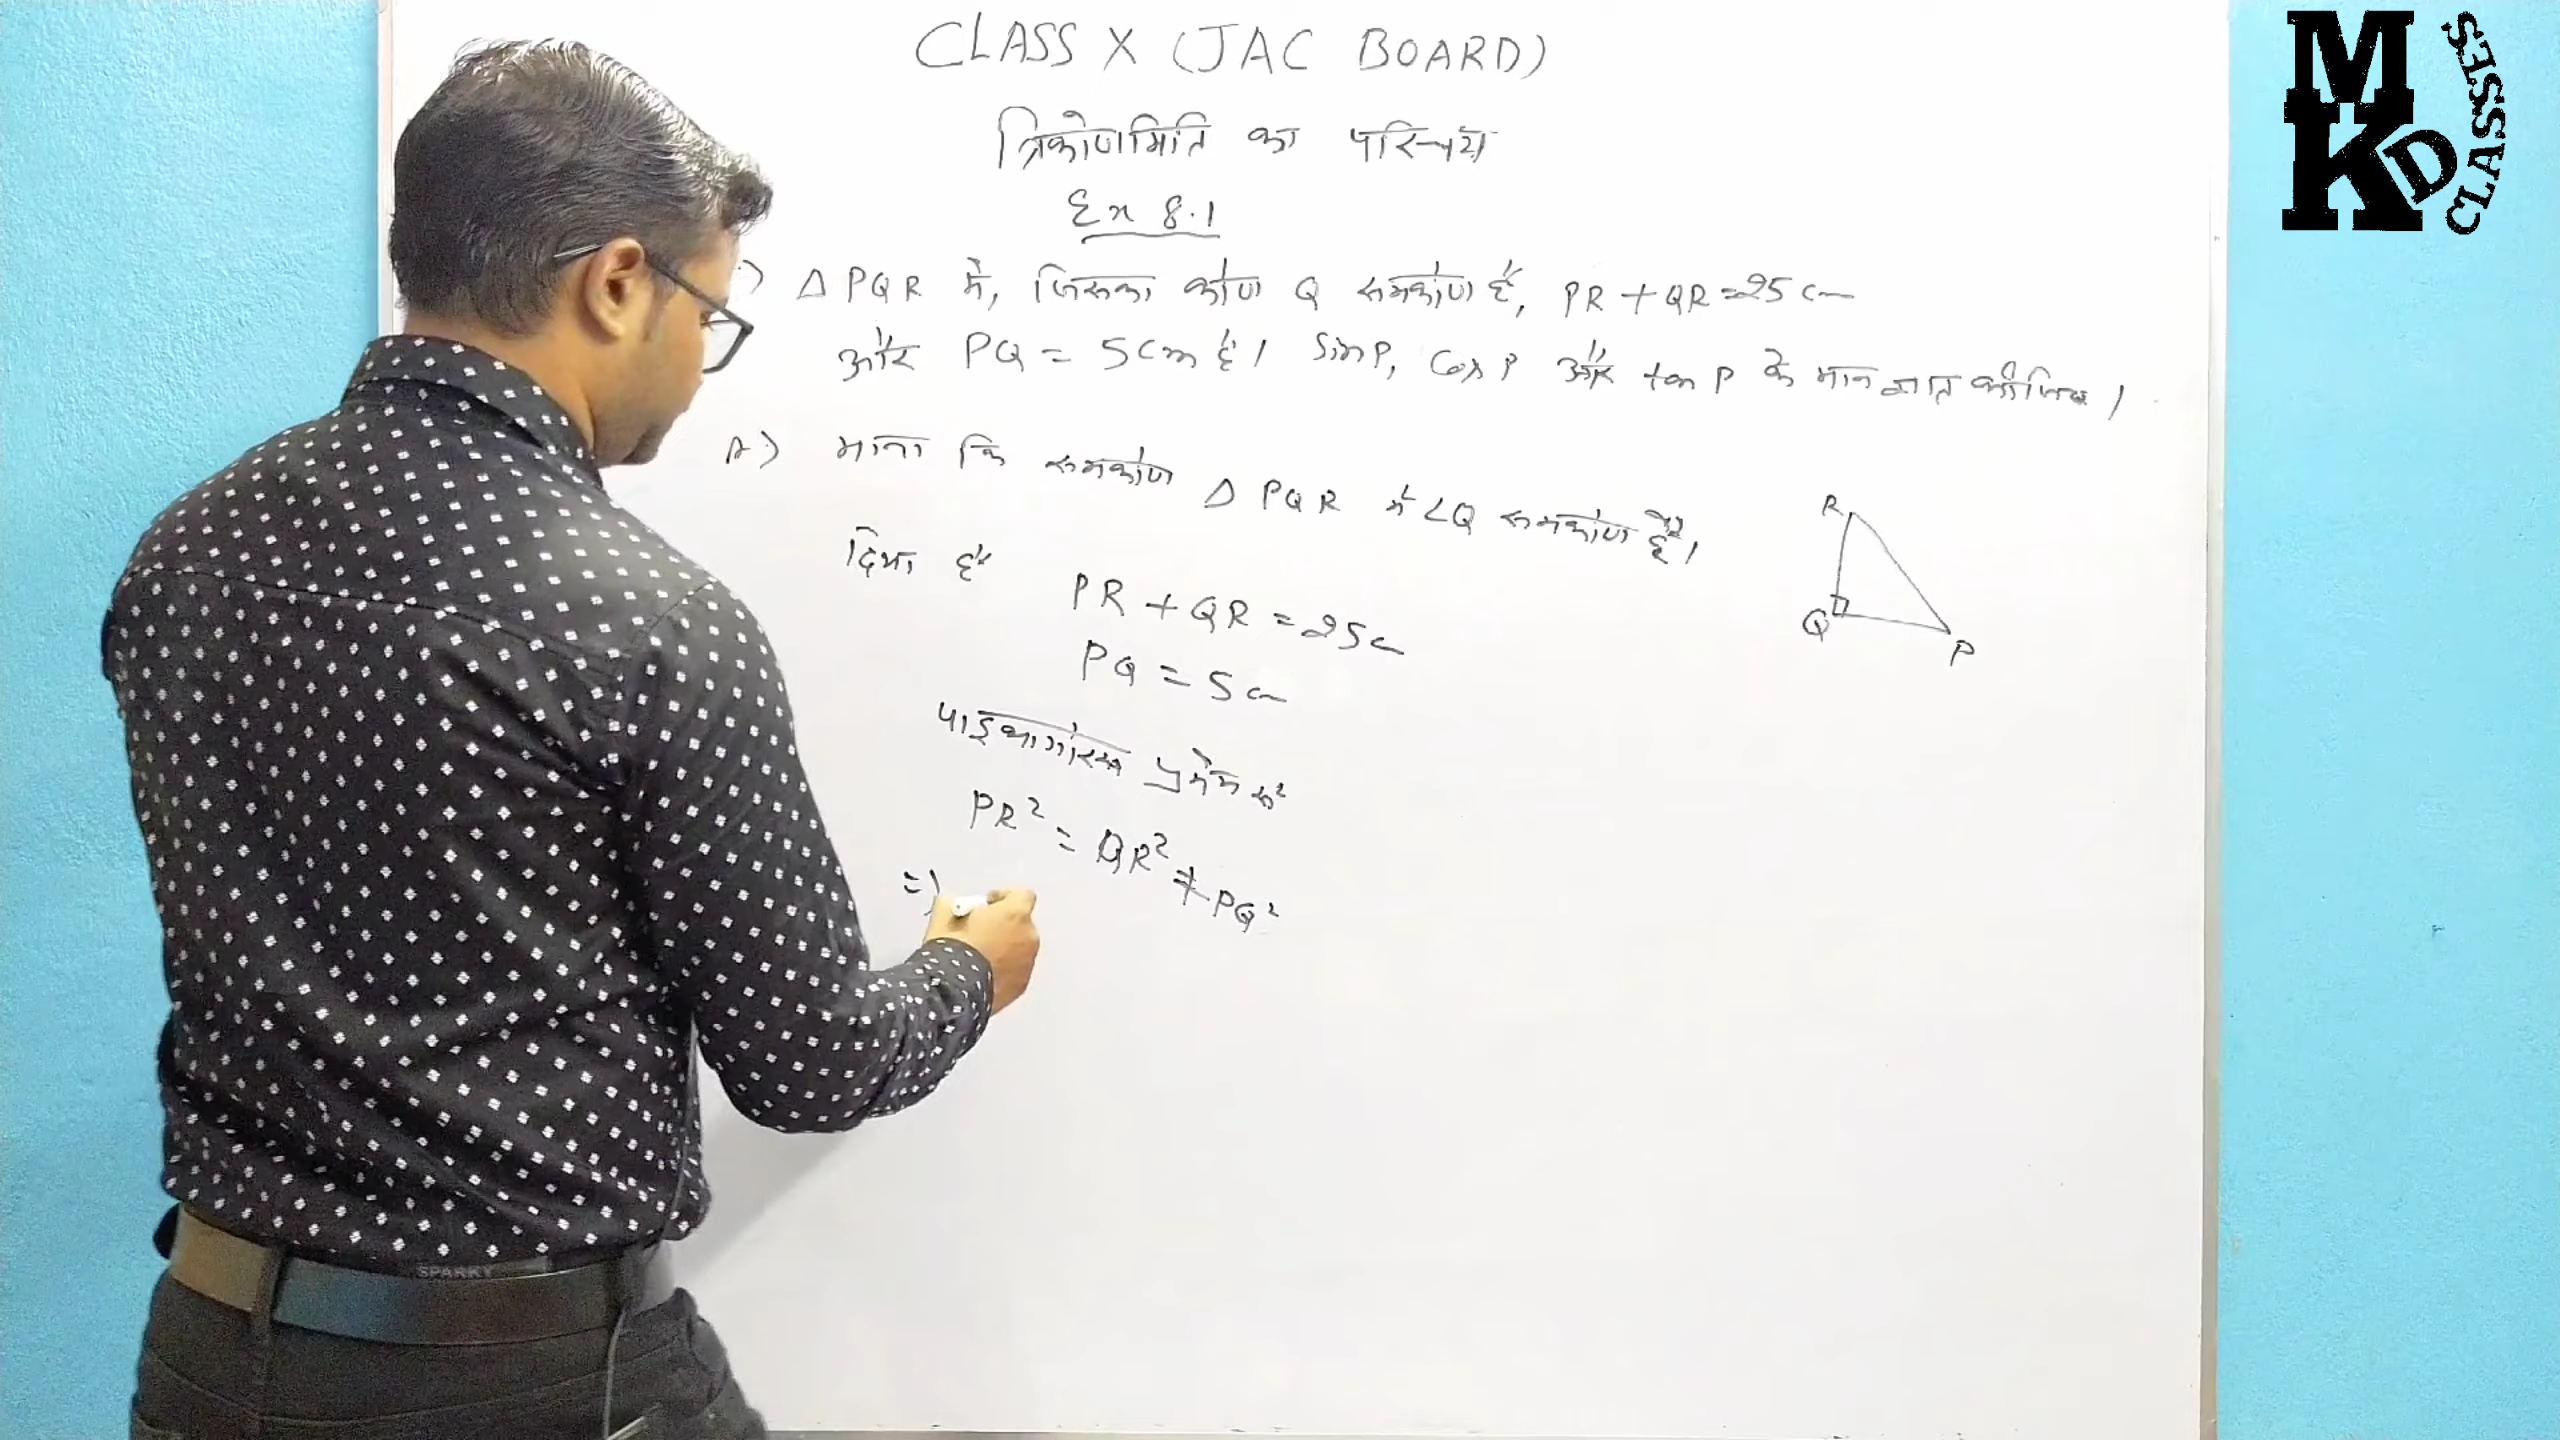 CLASS X (JAC BOARD)
त्रिकोणमिति का परिचय
Ex 8.1
Δ PQR में, जिसका कोण Q समकोण है, PR + QR = 25 cm
और PQ = 5 cm है। Sin P, Cos P और tan P के मान ज्ञात कीजिए।
A) माना कि समकोण Δ PQR में ∠Q समकोण है।
दिया है PR + QR = 25 cm
PQ = 5 cm
पाइथागोरस प्रमेय से
PR² = QR² + PQ²
=>
R
Q
P
MKD CLASSES
SPARKY